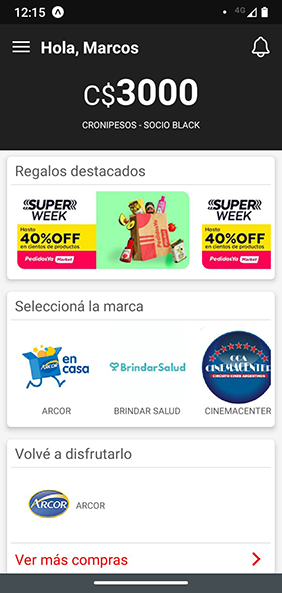 12:15
4G
Hola, Marcos
C$3000
CRONIPESOS - SOCIO BLACK
Regalos destacados
SUPER
WEEK
Hasta
40%OFF
en cientos de productos
PedidosYa Market
SUPER
WEEK
Hasta
40%OFF
en cientos de productos
PedidosYa Market
Seleccioná la marca
ARCOR en casa
BrindarSalud
CCA
CINEMACENTER
CIRCUITO CINES ARGENTINOS
ARCOR
BRINDAR SALUD
CINEMACENTER
Volvé a disfrutarlo
ARCOR
ARCOR
Ver más compras